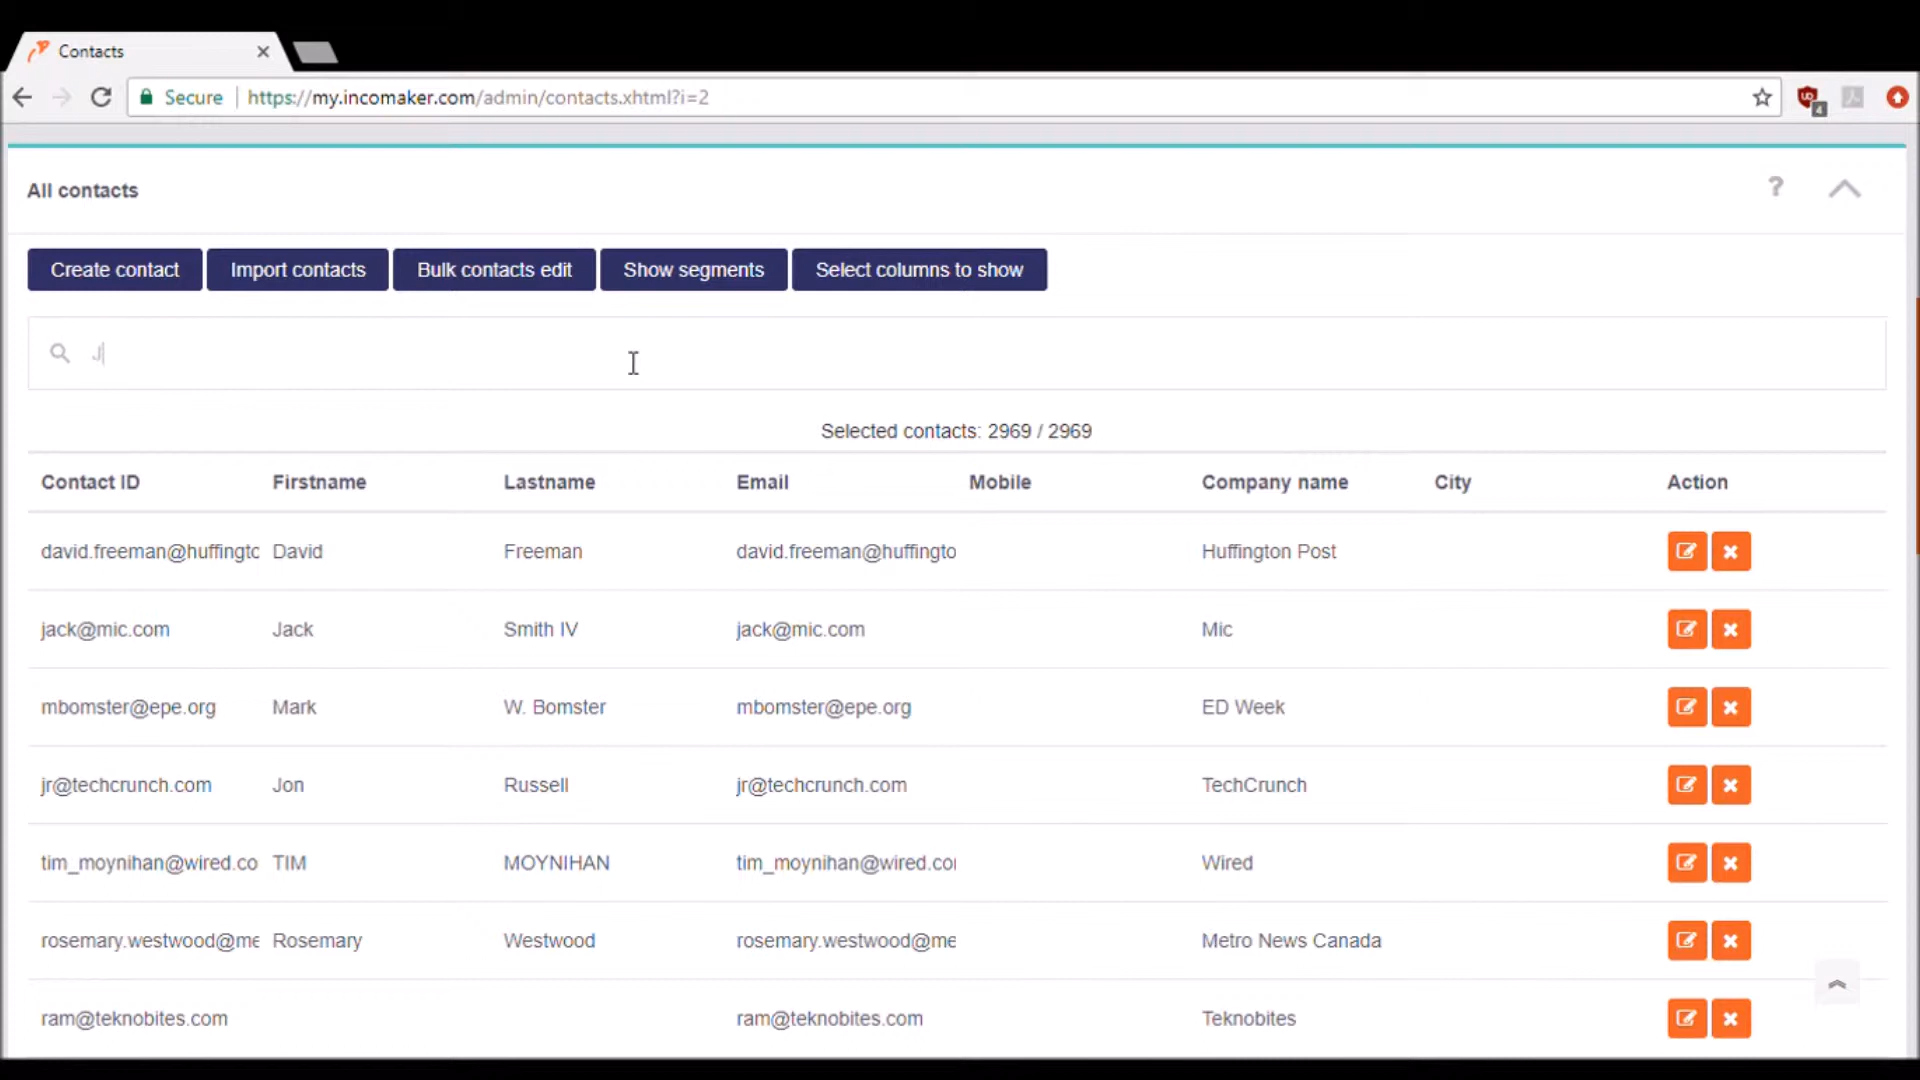 Contacts
Secure https://my.incomaker.com/admin/contacts.xhtml?i=2
4
All contacts
?
Create contact Import contacts Bulk contacts edit Show segments Select columns to show
J
Selected contacts: 2969 / 2969
Contact ID Firstname Lastname Email Mobile Company name City Action
david.freeman@huffingtc David Freeman david.freeman@huffingto Huffington Post
jack@mic.com Jack Smith IV jack@mic.com Mic
mbomster@epe.org Mark W. Bomster mbomster@epe.org ED Week
jr@techcrunch.com Jon Russell jr@techcrunch.com TechCrunch
tim_moynihan@wired.co TIM MOYNIHAN tim_moynihan@wired.co Wired
rosemary.westwood@me Rosemary Westwood rosemary.westwood@me Metro News Canada
ram@teknobites.com ram@teknobites.com Teknobites